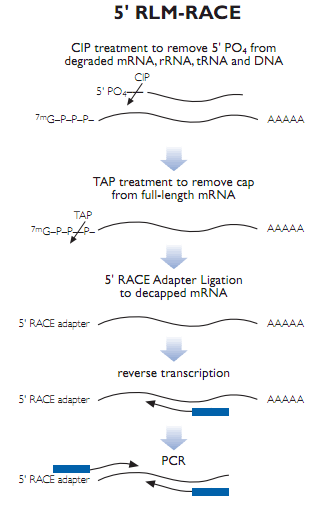 5' RLM-RACE
CIP treatment to remove 5' PO4 from
degraded mRNA, rRNA, tRNA and DNA
CIP
5' PO4
7mG–P–P–P–
AAAAA
TAP treatment to remove cap
from full-length mRNA
TAP
7mG–P–P–P–
AAAAA
5' RACE Adapter Ligation
to decapped mRNA
5' RACE adapter
AAAAA
reverse transcription
5' RACE adapter
AAAAA
PCR
5' RACE adapter